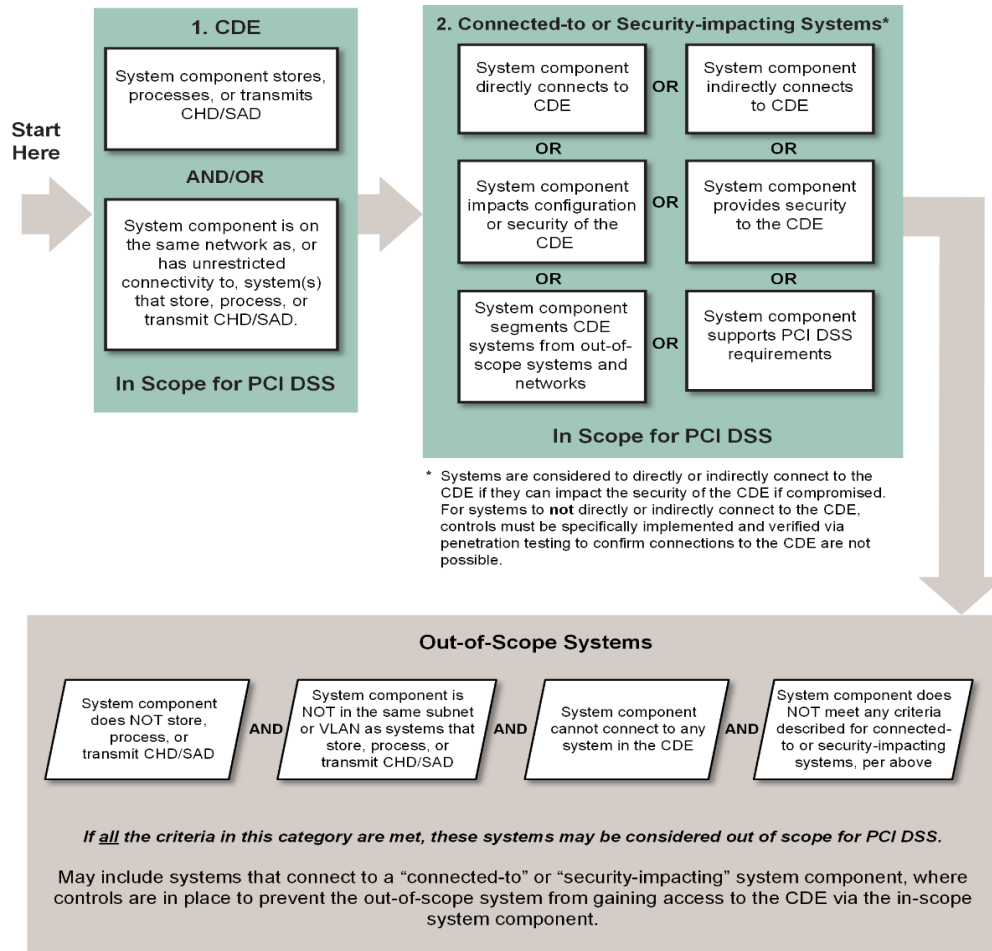 Start
Here
1. CDE
System component stores,
processes, or transmits
CHD/SAD
AND/OR
System component is on
the same network as, or
has unrestricted
connectivity to, system(s)
that store, process, or
transmit CHD/SAD.
In Scope for PCI DSS
2. Connected-to or Security-impacting Systems*
System component
directly connects to
CDE
OR
System component
indirectly connects
to CDE
OR
OR
System component
impacts configuration
or security of the
CDE
OR
System component
provides security
to the CDE
OR
OR
System component
segments CDE
systems from out-of-
scope systems and
networks
OR
System component
supports PCI DSS
requirements
In Scope for PCI DSS
* Systems are considered to directly or indirectly connect to the
CDE if they can impact the security of the CDE if compromised.
For systems to not directly or indirectly connect to the CDE,
controls must be specifically implemented and verified via
penetration testing to confirm connections to the CDE are not
possible.
Out-of-Scope Systems
System component
does NOT store,
process, or
transmit CHD/SAD
AND
System component is
NOT in the same subnet
or VLAN as systems that
store, process, or
transmit CHD/SAD
AND
System component
cannot connect to any
system in the CDE
AND
System component does
NOT meet any criteria
described for connected-
to or security-impacting
systems, per above
If all the criteria in this category are met, these systems may be considered out of scope for PCI DSS.
May include systems that connect to a “connected-to” or “security-impacting” system component, where
controls are in place to prevent the out-of-scope system from gaining access to the CDE via the in-scope
system component.